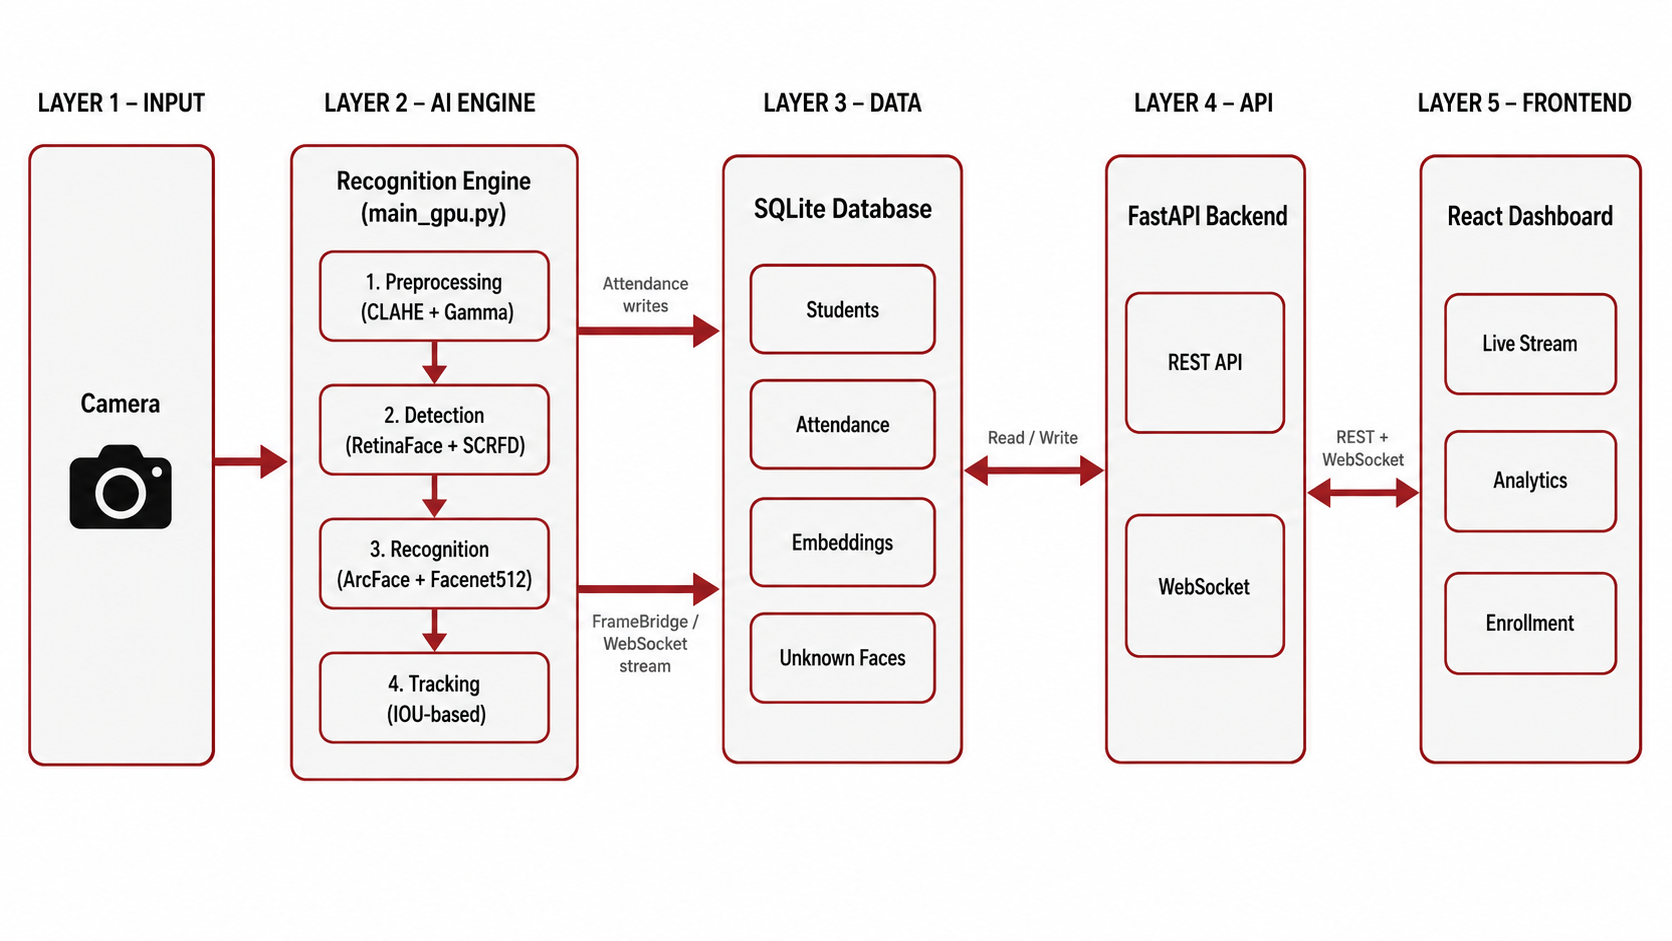 LAYER 1 – INPUT
Camera
LAYER 2 – AI ENGINE
Recognition Engine
(main_gpu.py)
1. Preprocessing
(CLAHE + Gamma)
2. Detection
(RetinaFace + SCRFD)
3. Recognition
(ArcFace + Facenet512)
4. Tracking
(IOU-based)
Attendance
writes
FrameBridge /
WebSocket
stream
LAYER 3 – DATA
SQLite Database
Students
Attendance
Embeddings
Unknown Faces
Read / Write
LAYER 4 – API
FastAPI Backend
REST API
WebSocket
REST +
WebSocket
LAYER 5 – FRONTEND
React Dashboard
Live Stream
Analytics
Enrollment